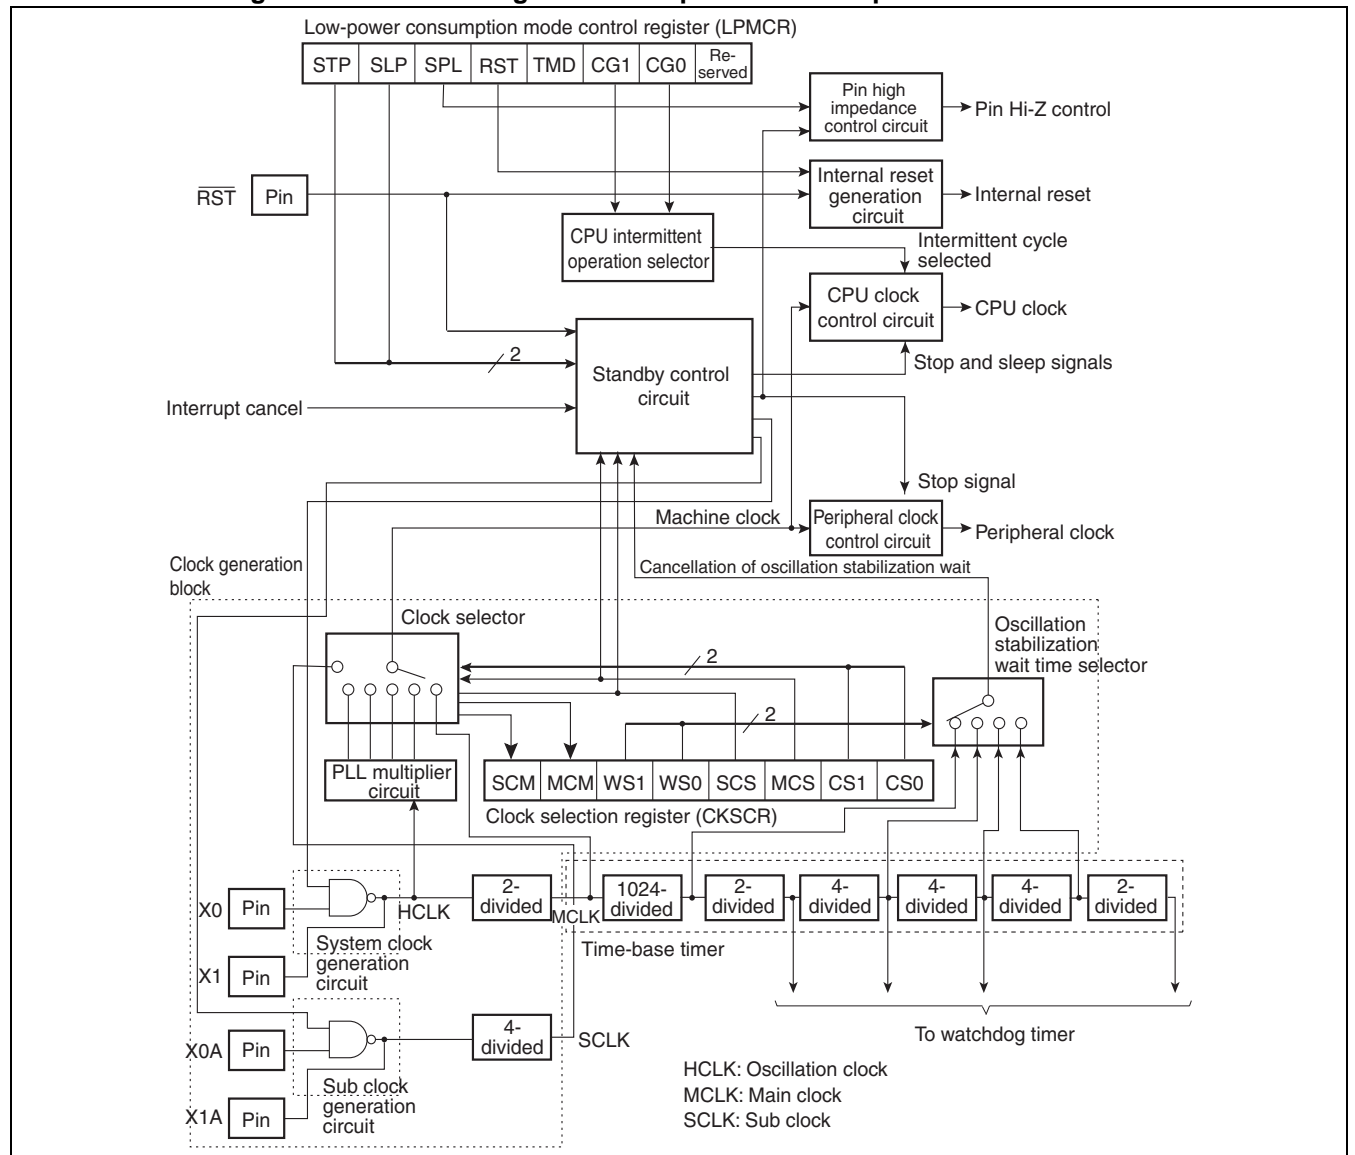 Low-power consumption mode control register (LPMCR)
STP SLP SPL RST TMD CG1 CG0 Re-
served
Pin high
impedance
control circuit
Pin Hi-Z control
RST
Pin
Internal reset
generation
circuit
Internal reset
CPU intermittent
operation selector
Intermittent cycle
selected
CPU clock
control circuit
CPU clock
2
Standby control
circuit
Stop and sleep signals
Interrupt cancel
Stop signal
Machine clock
Peripheral clock
control circuit
Peripheral clock
Clock generation
block
Cancellation of oscillation stabilization wait
Clock selector
Oscillation
stabilization
wait time selector
2
2
PLL multiplier
circuit
SCM MCM WS1 WS0 SCS MCS CS1 CS0
Clock selection register (CKSCR)
X0
Pin
HCLK
2-
divided
MCLK
1024-
divided
2-
divided
4-
divided
4-
divided
4-
divided
2-
divided
X1
Pin
System clock
generation
circuit
Time-base timer
X0A
Pin
4-
divided
SCLK
To watchdog timer
X1A
Pin
Sub clock
generation
circuit
HCLK: Oscillation clock
MCLK: Main clock
SCLK: Sub clock